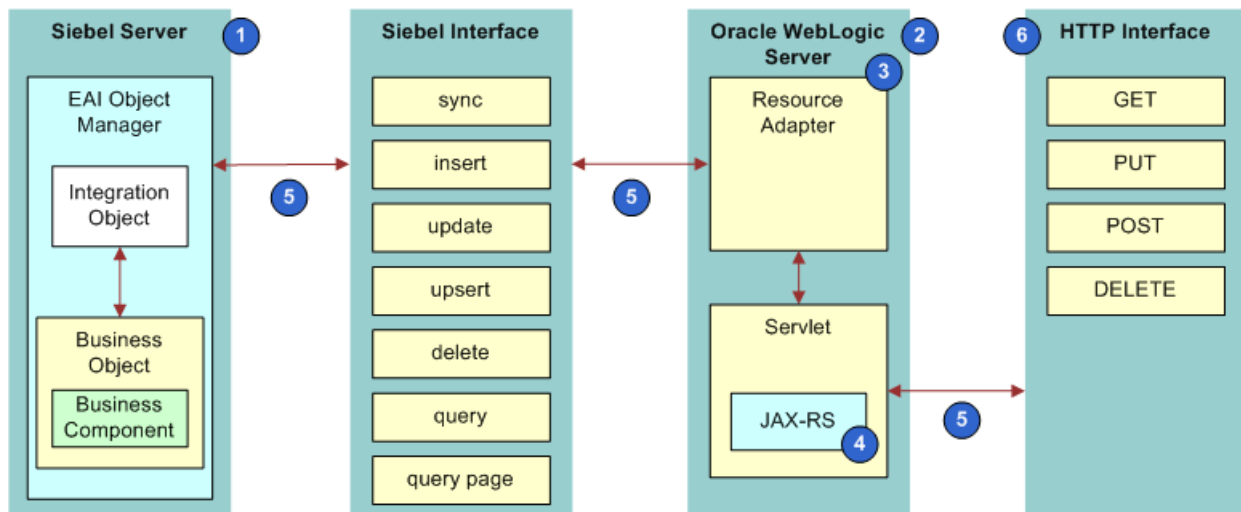 Siebel Server
1
EAI Object
Manager
Integration
Object
Business
Object
Business
Component
5
Siebel Interface
sync
insert
update
upsert
delete
query
query page
5
Oracle WebLogic
Server
2
3
Resource
Adapter
Servlet
JAX-RS
4
5
6
HTTP Interface
GET
PUT
POST
DELETE